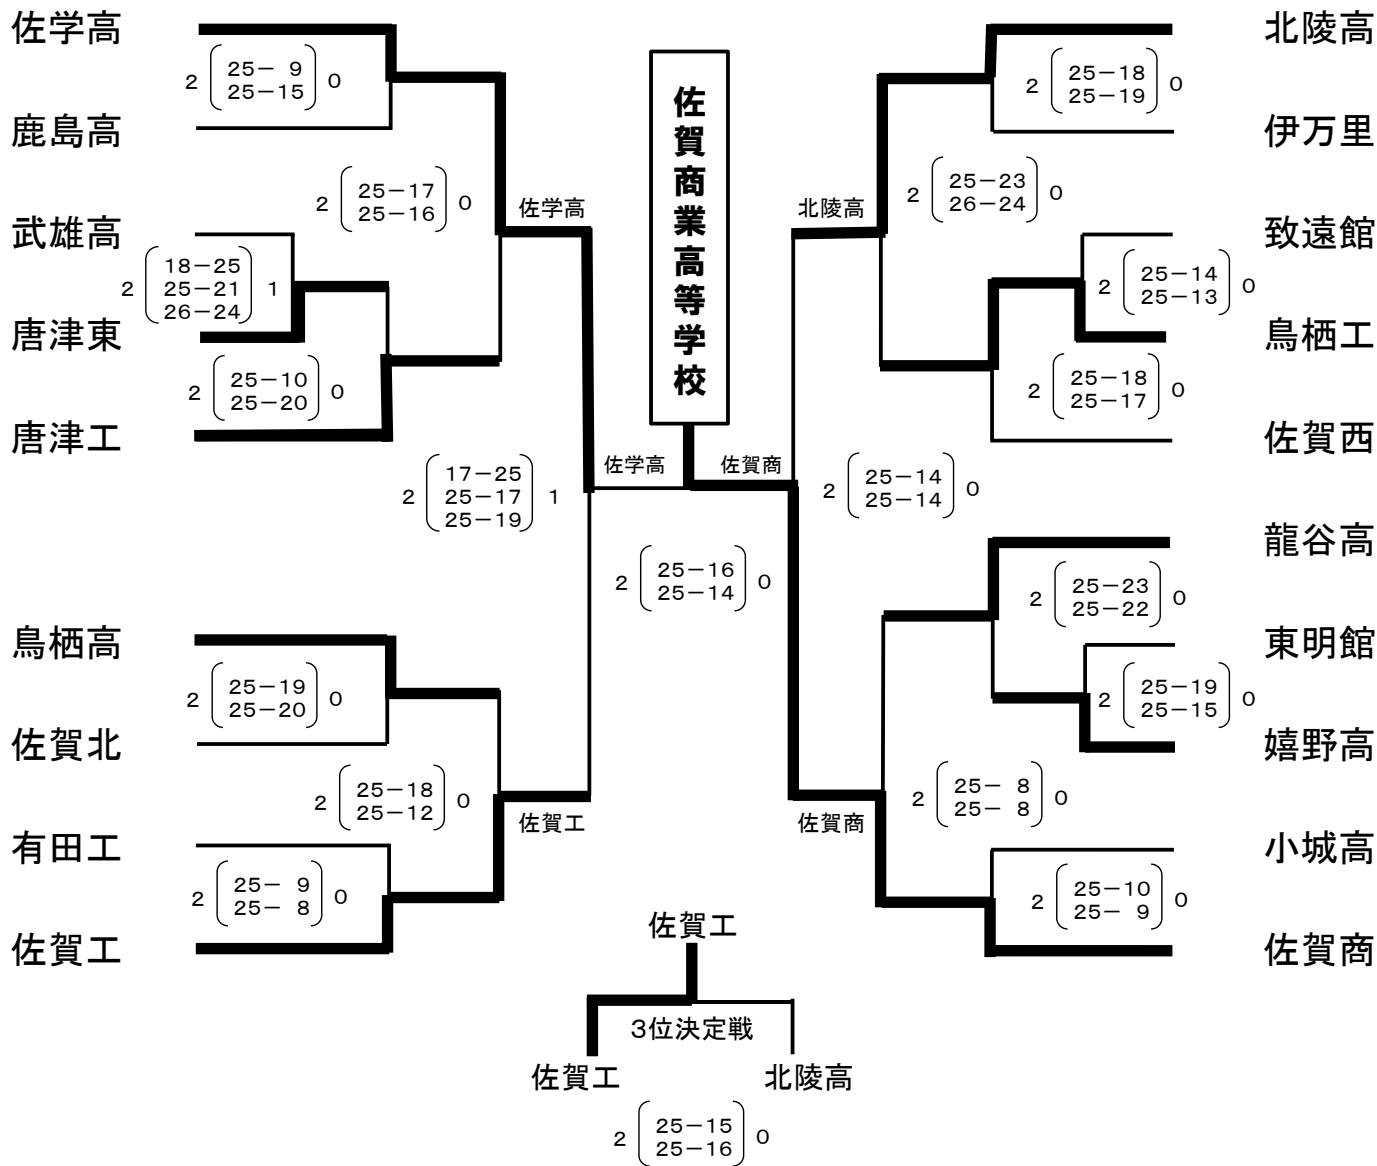 佐学高
2 25- 9 0
25-15
鹿島高
2 25-17 0
25-16
武雄高
18-25
2 25-21 1
26-24
唐津東
2 25-10 0
25-20
唐津工
佐学高
17-25
2 25-17 1
25-19
鳥栖高
2 25-19 0
25-20
佐賀北
2 25-18 0
25-12
有田工
2 25- 9 0
25- 8
佐賀工
佐賀工
佐賀商業高等学校
佐学高
佐賀商
2 25-16 0
25-14
北陵高
2 25-18 0
25-19
伊万里
北陵高
2 25-23 0
26-24
致遠館
2 25-14 0
25-13
鳥栖工
2 25-18 0
25-17
佐賀西
2 25-14 0
25-14
龍谷高
2 25-23 0
25-22
東明館
2 25-19 0
25-15
嬉野高
2 25- 8 0
25- 8
佐賀商
小城高
2 25-10 0
25- 9
佐賀商
佐賀工
3位決定戦
佐賀工
北陵高
2 25-15 0
25-16